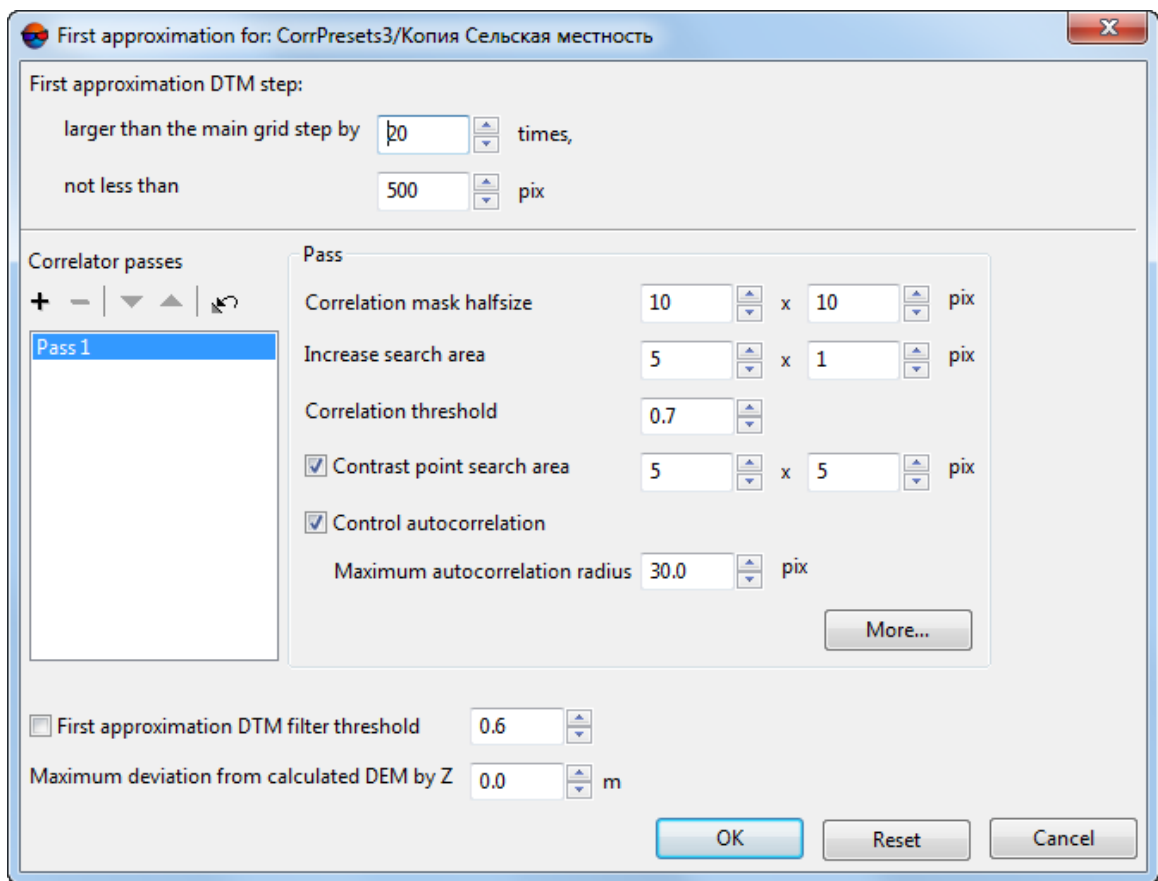 First approximation for: CorrPresets3/Копия Сельская местность
First approximation DTM step:
larger than the main grid step by 20 times,
not less than 500 pix
Correlator passes
Pass
Pass 1
Correlation mask halfsize 10 x 10 pix
Increase search area 5 x 1 pix
Correlation threshold 0.7
Contrast point search area 5 x 5 pix
Control autocorrelation
Maximum autocorrelation radius 30.0 pix
More...
First approximation DTM filter threshold 0.6
Maximum deviation from calculated DEM by Z 0.0 m
OK Reset Cancel